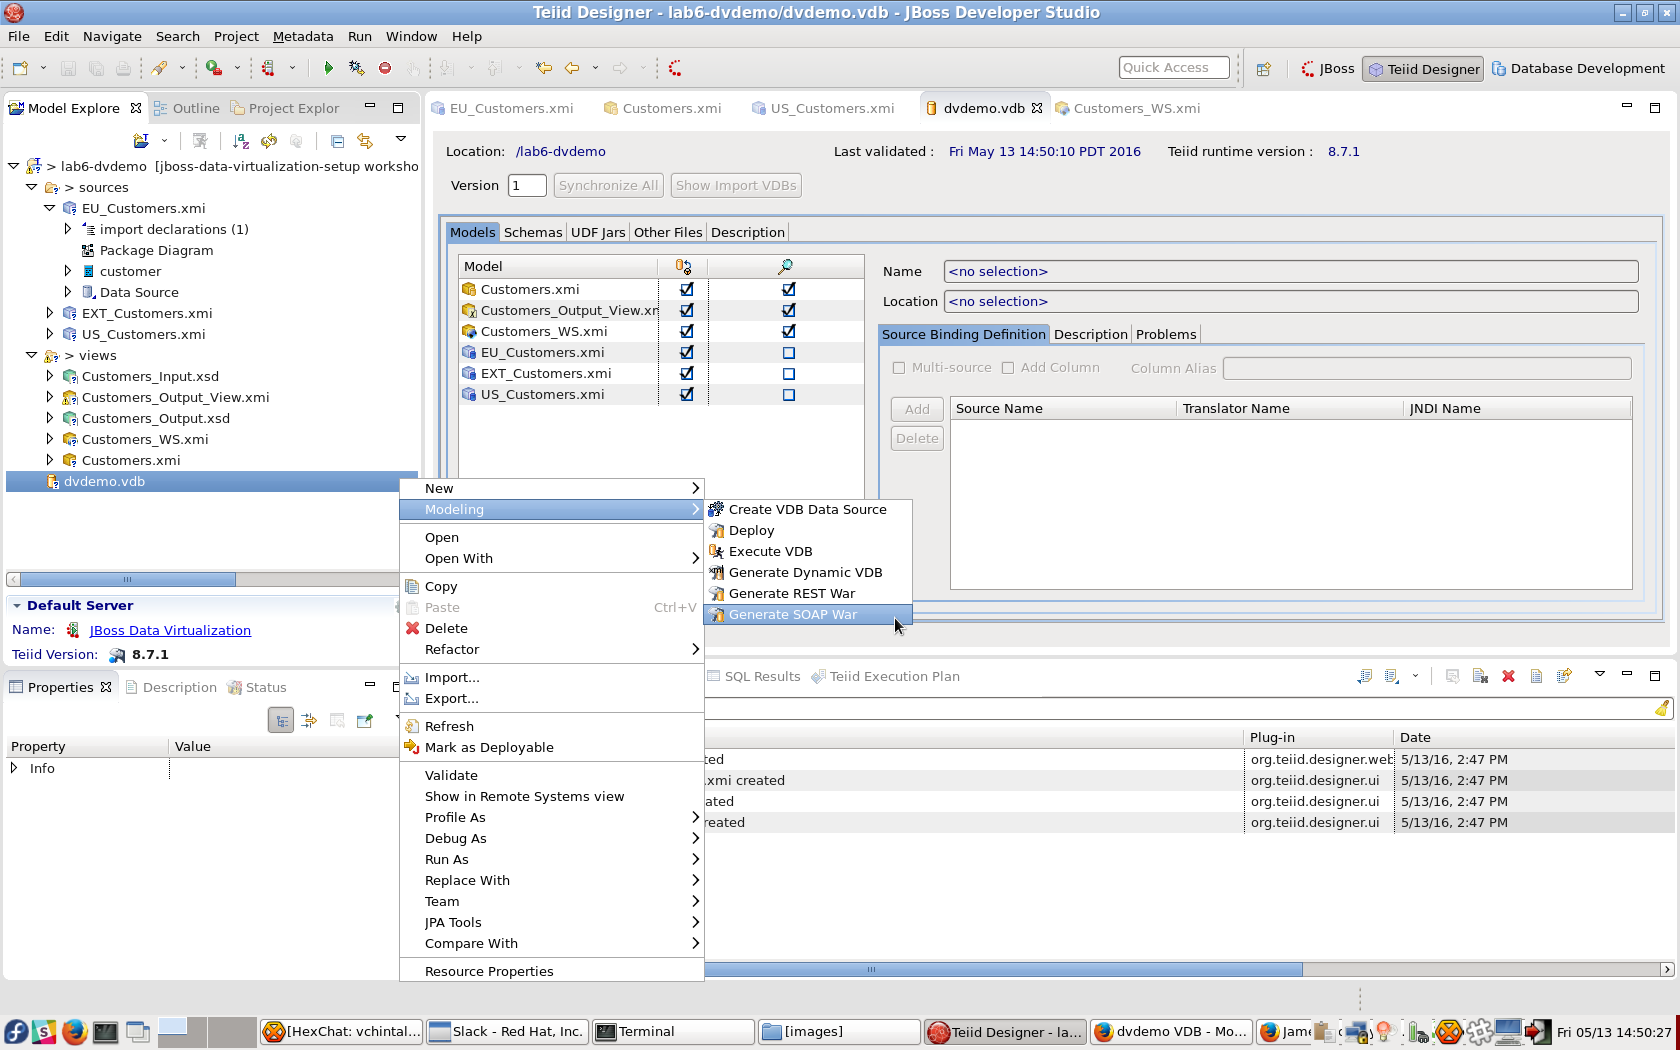 Teiid Designer - lab6-dvdemo/dvdemo.vdb - JBoss Developer Studio
File Edit Navigate Search Project Metadata Run Window Help
Quick Access
JBoss
Teiid Designer
Database Development
Model Explore
Outline
Project Explor
> lab6-dvdemo [jboss-data-virtualization-setup worksho
> sources
EU_Customers.xmi
import declarations (1)
Package Diagram
customer
Data Source
EXT_Customers.xmi
US_Customers.xmi
> views
Customers_Input.xsd
Customers_Output_View.xmi
Customers_Output.xsd
Customers_WS.xmi
Customers.xmi
dvdemo.vdb
Default Server
Name: JBoss Data Virtualization
Teiid Version: 8.7.1
Properties
Description
Status
Property Value
Info
EU_Customers.xmi
Customers.xmi
US_Customers.xmi
dvdemo.vdb
Customers_WS.xmi
Location: /lab6-dvdemo
Last validated : Fri May 13 14:50:10 PDT 2016
Teiid runtime version : 8.7.1
Version 1
Synchronize All
Show Import VDBs
Models Schemas UDF Jars Other Files Description
Model
Customers.xmi
Customers_Output_View.xm
Customers_WS.xmi
EU_Customers.xmi
EXT_Customers.xmi
US_Customers.xmi
Name <no selection>
Location <no selection>
Source Binding Definition Description Problems
Multi-source
Add Column
Column Alias
Add
Delete
Source Name Translator Name JNDI Name
New
Modeling
Open
Open With
Copy
Paste Ctrl+V
Delete
Refactor
Import...
Export...
Refresh
Mark as Deployable
Validate
Show in Remote Systems view
Profile As
Debug As
Run As
Replace With
Team
JPA Tools
Compare With
Resource Properties
Create VDB Data Source
Deploy
Execute VDB
Generate Dynamic VDB
Generate REST War
Generate SOAP War
SQL Results
Teiid Execution Plan
Plug-in Date
ted org.teiid.designer.web 5/13/16, 2:47 PM
.xmi created org.teiid.designer.ui 5/13/16, 2:47 PM
ated org.teiid.designer.ui 5/13/16, 2:47 PM
reated org.teiid.designer.ui 5/13/16, 2:47 PM
[HexChat: vchintal...
Slack - Red Hat, Inc.
Terminal
[images]
Teiid Designer - la...
dvdemo VDB - Mo...
Jame
Fri 05/13 14:50:27